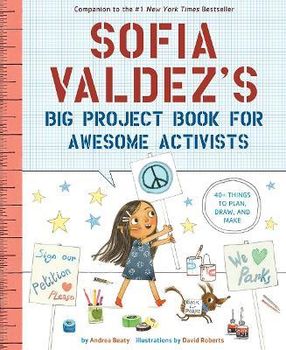 Companion to the #1 New York Times Bestseller
SOFIA
VALDEZ'S
BIG PROJECT BOOK FOR
AWESOME ACTIVISTS
40+ THINGS
TO PLAN,
DRAW, AND
MAKE
Sign our
Petition
Please
We
Parks
by Andrea Beaty illustrations by David Roberts